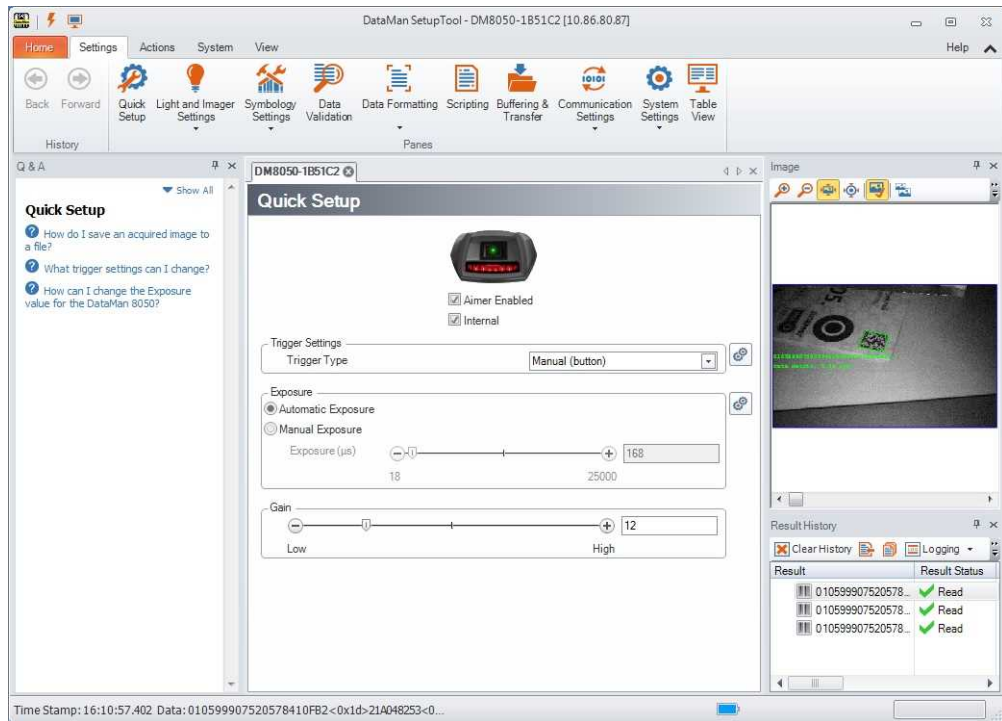 DataMan SetupTool - DM8050-1B51C2 [10.86.80.87]
Home Settings Actions System View Help
Back Forward Quick Setup Light and Imager Settings Symbology Settings Data Validation Data Formatting Scripting Buffering & Transfer Communication Settings System Settings Table View
History Panes
Q & A
Show All
Quick Setup
How do I save an acquired image to
a file?
What trigger settings can I change?
How can I change the Exposure
value for the DataMan 8050?
DM8050-1B51C2
Quick Setup
Aimer Enabled
Internal
Trigger Settings
Trigger Type Manual (button)
Exposure
Automatic Exposure
Manual Exposure
Exposure (µs) 168
18 25000
Gain
12
Low High
Image
Result History
Clear History Logging
Result Result Status
010599907520578... Read
010599907520578... Read
010599907520578... Read
Time Stamp: 16:10:57.402 Data: 010599907520578410FB2<0x1d>21A048253<0...